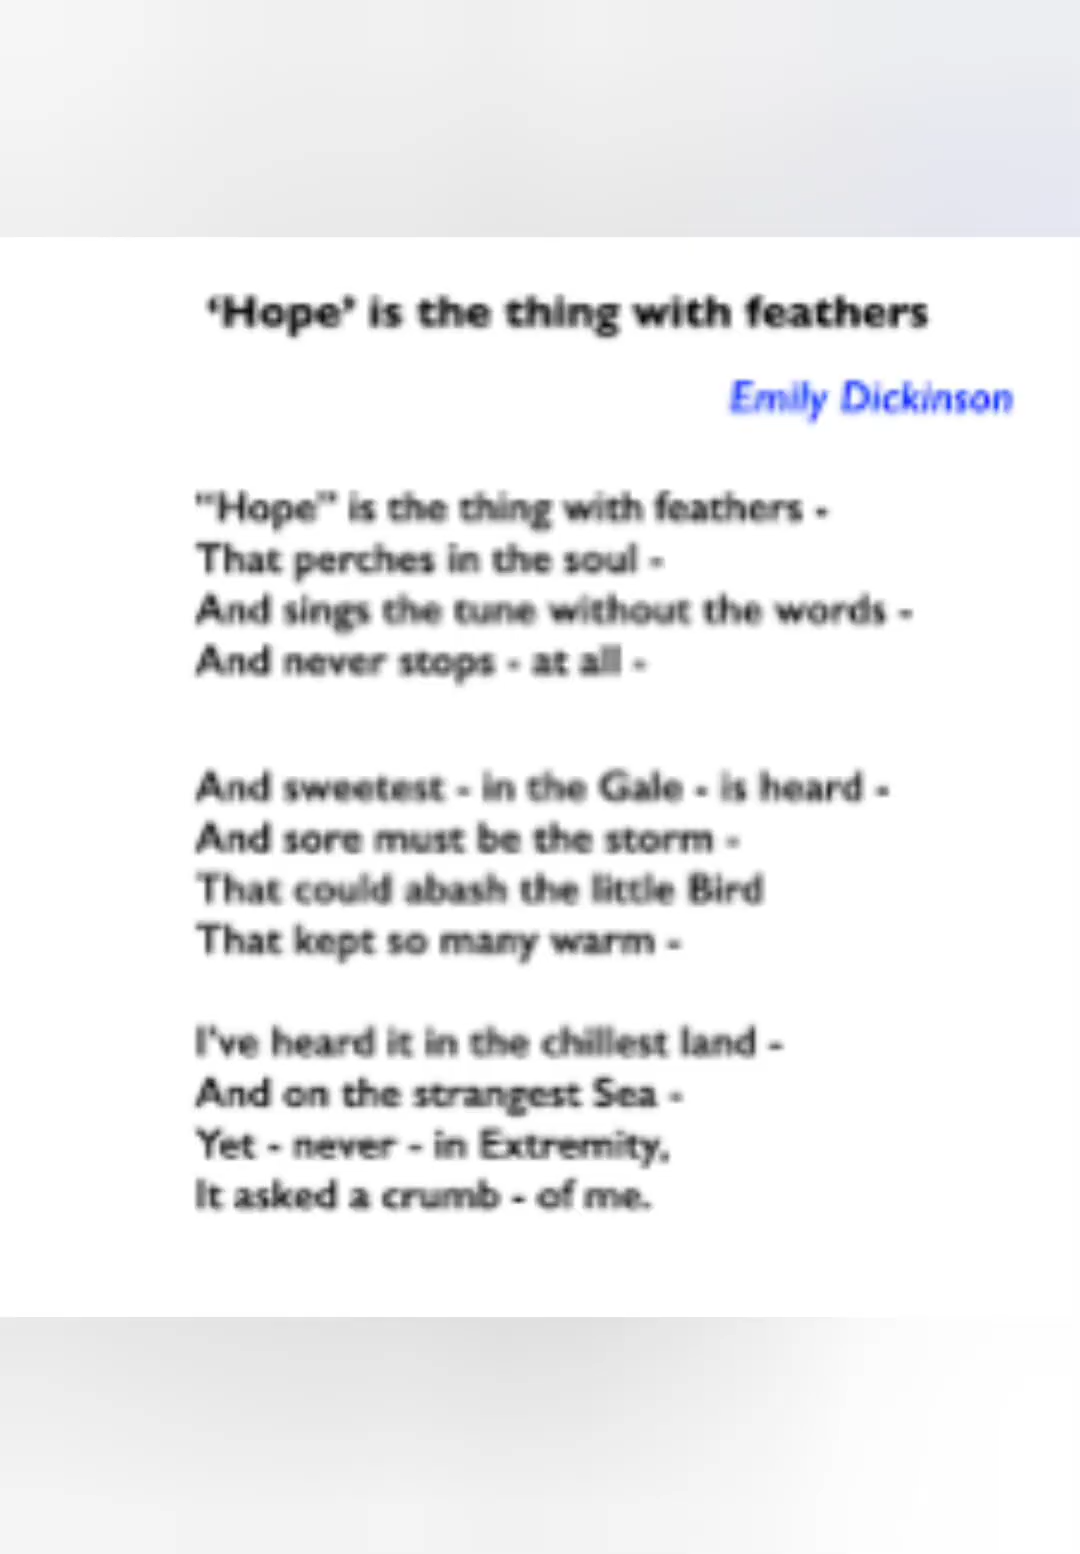 ‘Hope’ is the thing with feathers
Emily Dickinson
“Hope” is the thing with feathers -
That perches in the soul -
And sings the tune without the words -
And never stops - at all -
And sweetest - in the Gale - is heard -
And sore must be the storm -
That could abash the little Bird
That kept so many warm -
I've heard it in the chillest land -
And on the strangest Sea -
Yet - never - in Extremity,
It asked a crumb - of me.